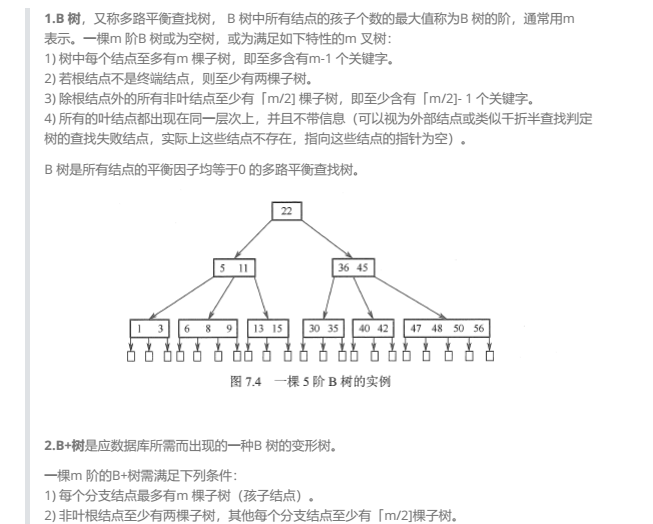 1.B 树，又称多路平衡查找树， B 树中所有结点的孩子个数的最大值称为B 树的阶，通常用m
表示。一棵m 阶B 树或为空树，或为满足如下特性的m 叉树：
1) 树中每个结点至多有m 棵子树，即至多含有m-1 个关键字。
2) 若根结点不是终端结点，则至少有两棵子树。
3) 除根结点外的所有非叶结点至少有「m/2] 棵子树，即至少含有「m/2]- 1 个关键字。
4) 所有的叶结点都出现在同一层次上，并且不带信息（可以视为外部结点或类似千折半查找判定
树的查找失败结点，实际上这些结点不存在，指向这些结点的指针为空）。
B 树是所有结点的平衡因子均等于0 的多路平衡查找树。
22
5 11 36 45
1 3 6 8 9 13 15 30 35 40 42 47 48 50 56
图 7.4 一棵 5 阶 B 树的实例
2.B+树是应数据库所需而出现的一种B 树的变形树。
一棵m 阶的B+树需满足下列条件：
1) 每个分支结点最多有m 棵子树（孩子结点）。
2) 非叶根结点至少有两棵子树，其他每个分支结点至少有「m/2]棵子树。